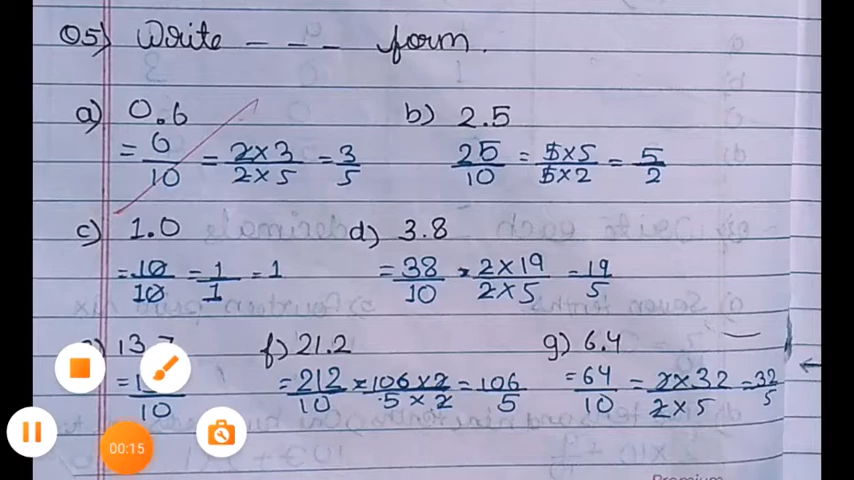 Q5) Write - - - form.
a) 0.6 b) 2.5
= 6/10 = 2×3/2×5 = 3/5 25/10 = 5×5/5×2 = 5/2
c) 1.0 d) 3.8
= 10/10 = 1/1 = 1 = 38/10 = 2×19/2×5 = 19/5
13.7 f) 21.2 g) 6.4
= 1 /10 = 212/10 = 106×2/5×2 = 106/5 = 64/10 = 2×32/2×5 = 32/5
00:15